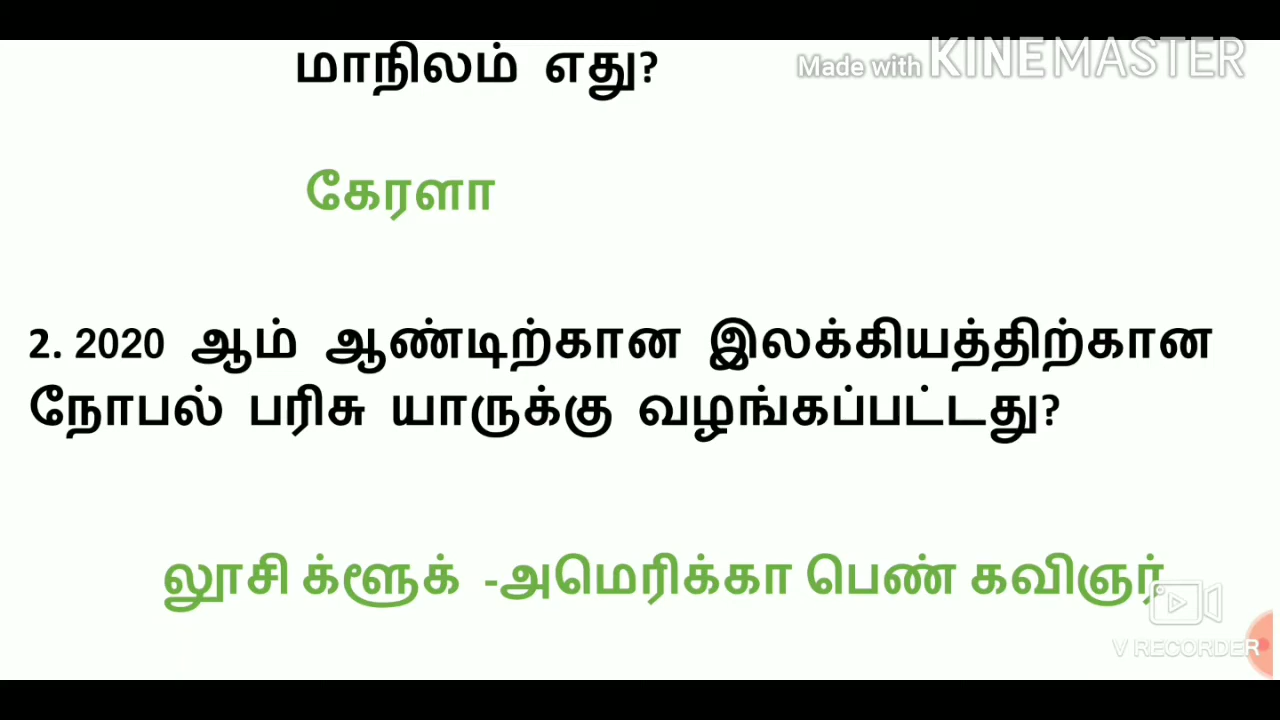 மாநிலம் எது?
Made with KINEMASTER
கேரளா
2. 2020 ஆம் ஆண்டிற்கான இலக்கியத்திற்கான
நோபல் பரிசு யாருக்கு வழங்கப்பட்டது?
லூசி க்ளூக் -அமெரிக்கா பெண் கவிஞர்
V RECORDER